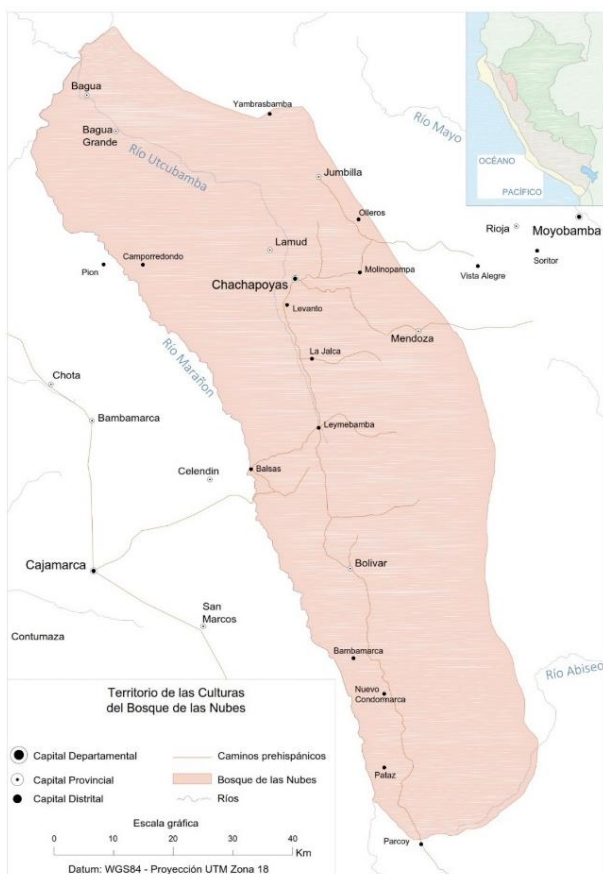 Bagua
Bagua
Grande
Río Utcubamba
Yambrasbamba
Río Mayo
OCÉANO
PACÍFICO
Jumbilla
Olleros
Rioja
Moyobamba
Soritor
Lamud
Pion
Camporredondo
Chachapoyas
Molinopampa
Vista Alegre
Levanto
Río Marañon
Mendoza
La Jalca
Chota
Bambamarca
Leymebamba
Celendin
Balsas
Cajamarca
Bolivar
San
Marcos
Contumaza
Bambamarca
Río Abiseo
Nuevo
Condormarca
Pataz
Parcoy
Territorio de las Culturas
del Bosque de las Nubes
Capital Departamental
Caminos prehispánicos
Capital Provincial
Bosque de las Nubes
Capital Distrital
Ríos
Escala gráfica
0 10 20 30 40
Km
Datum: WGS84 - Proyección UTM Zona 18